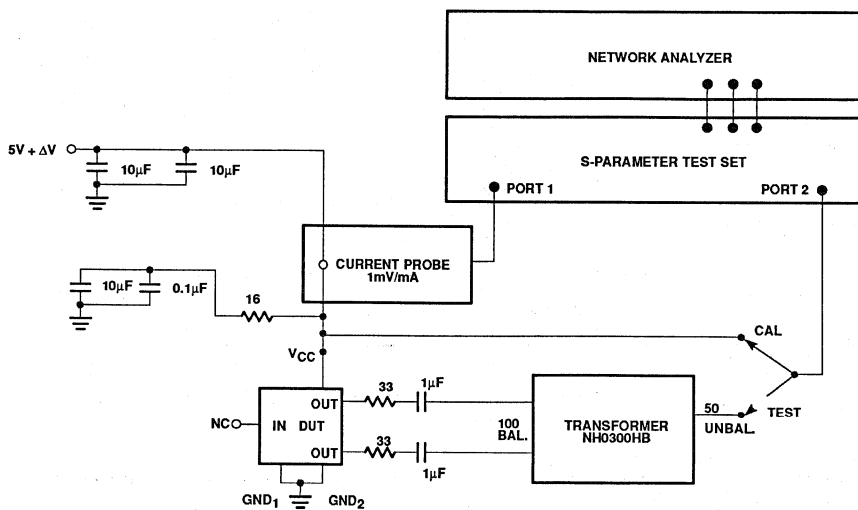 NETWORK ANALYZER
5V + ΔV
10µF
10µF
S-PARAMETER TEST SET
PORT 1
PORT 2
CURRENT PROBE
1mV/mA
10µF
0.1µF
16
CAL
VCC
33
1µF
OUT
NC
IN DUT
100
BAL.
TRANSFORMER
NH0300HB
50
UNBAL.
TEST
33
OUT
1µF
GND1
GND2